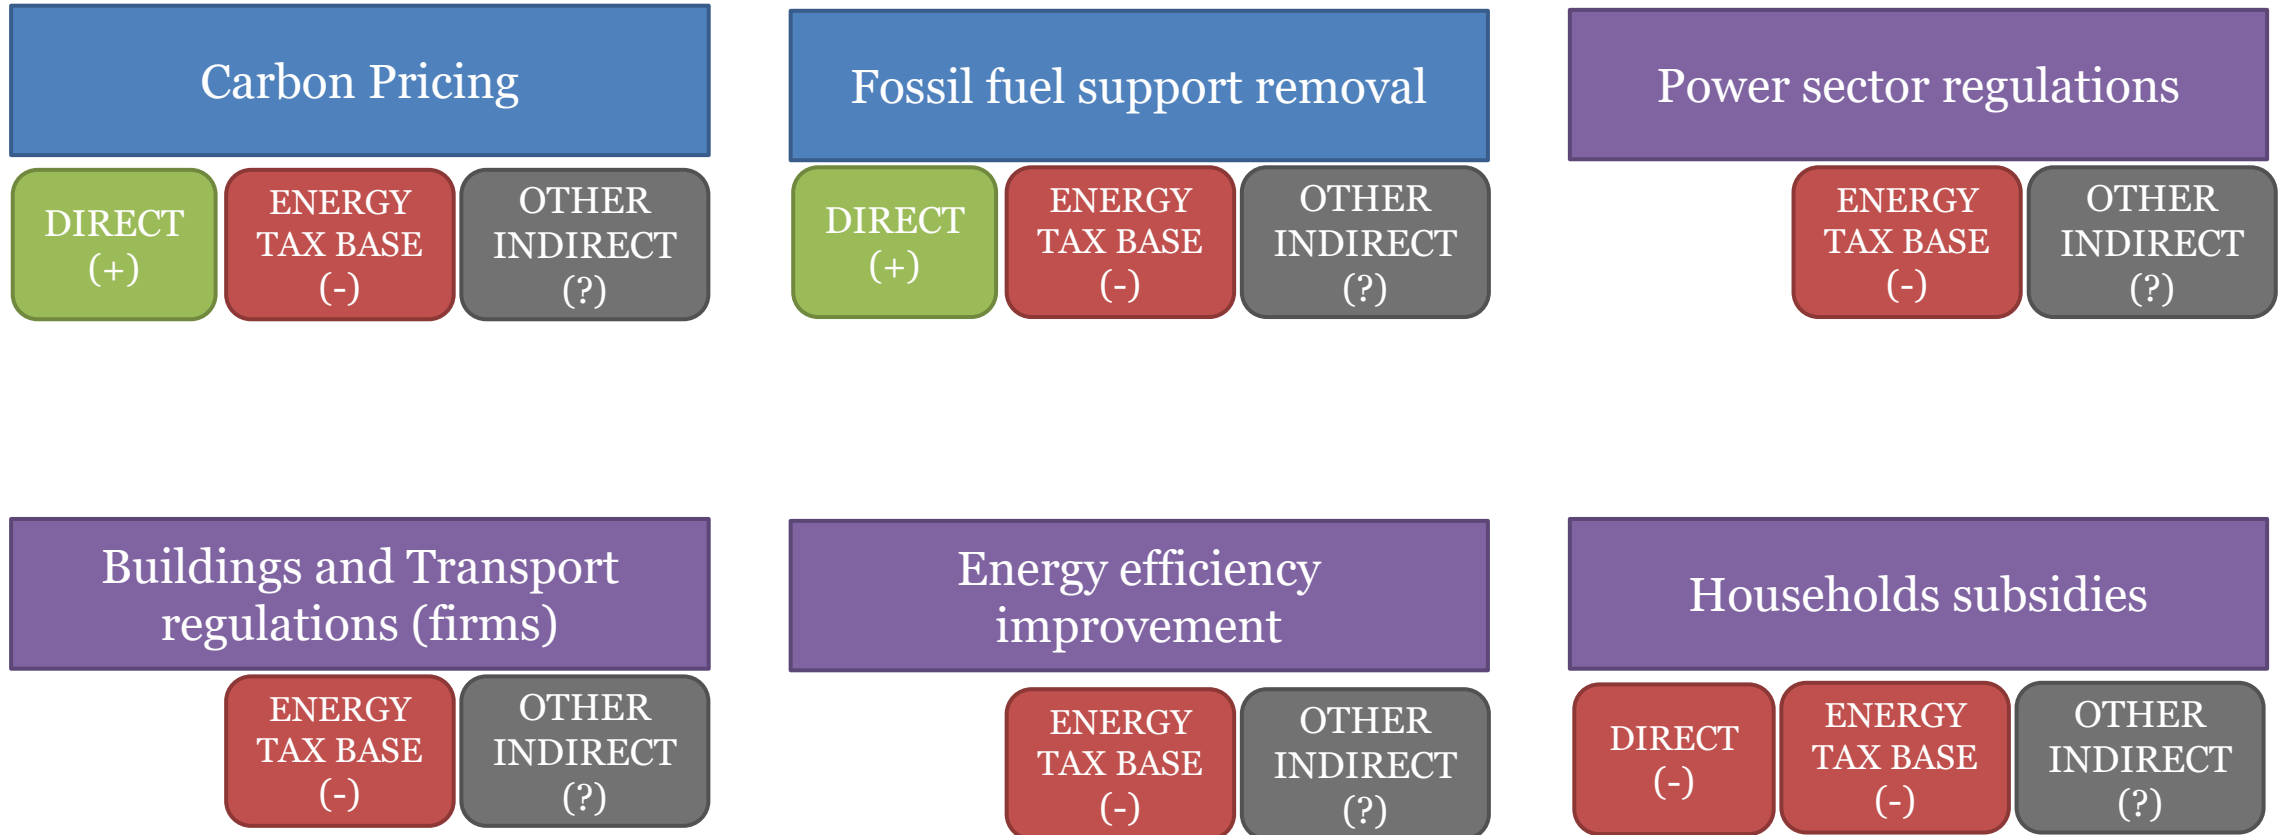 Carbon Pricing
DIRECT
(+)
ENERGY
TAX BASE
(-)
OTHER
INDIRECT
(?)
Fossil fuel support removal
DIRECT
(+)
ENERGY
TAX BASE
(-)
OTHER
INDIRECT
(?)
Power sector regulations
ENERGY
TAX BASE
(-)
OTHER
INDIRECT
(?)
Buildings and Transport
regulations (firms)
ENERGY
TAX BASE
(-)
OTHER
INDIRECT
(?)
Energy efficiency
improvement
ENERGY
TAX BASE
(-)
OTHER
INDIRECT
(?)
Households subsidies
DIRECT
(-)
ENERGY
TAX BASE
(-)
OTHER
INDIRECT
(?)